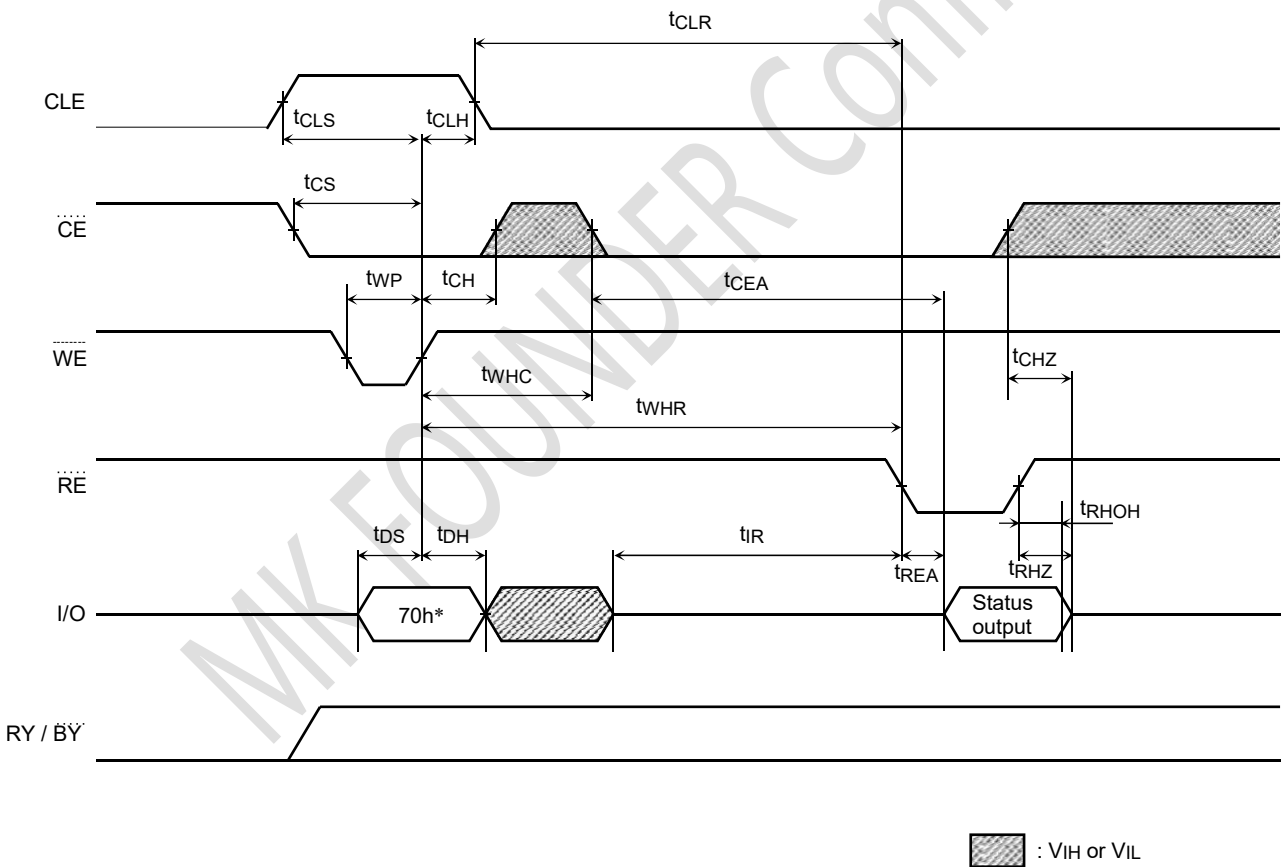 tCLR
CLE
tCLS
tCLH
tCS
CE
tWP
tCH
tCEA
WE
tCHZ
tWHC
tWHR
RE
tRHOH
tDS
tDH
tIR
tREA
tRHZ
I/O
70h*
Status
output
RY / BY
: VIH or VIL
MK FOUNDER